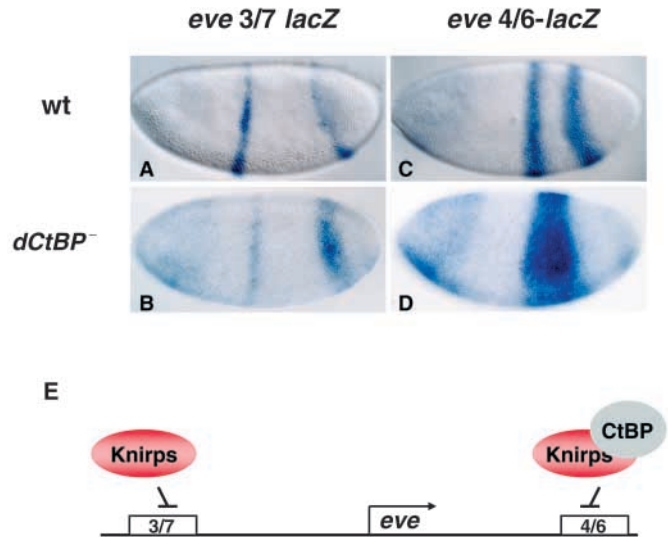 eve 3/7 lacZ eve 4/6-lacZ
wt
A C
dCtBP⁻
B D
E
Knirps Knirps CtBP
3/7 eve 4/6